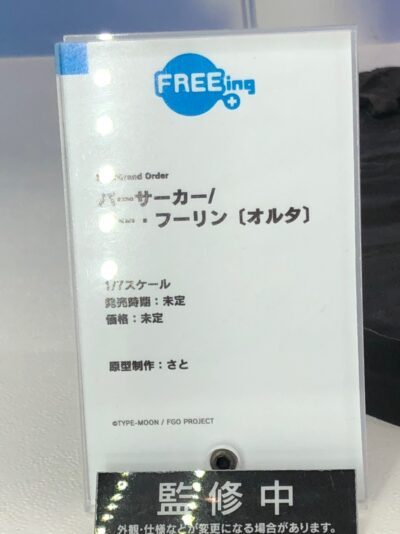 FREEing
Grand Order
バーサーカー/
・フーリン〔オルタ〕
1/7スケール
発売時期：未定
価格：未定
原型制作：さと
©TYPE-MOON / FGO PROJECT
監修中
外観・仕様などが変更になる場合があります。